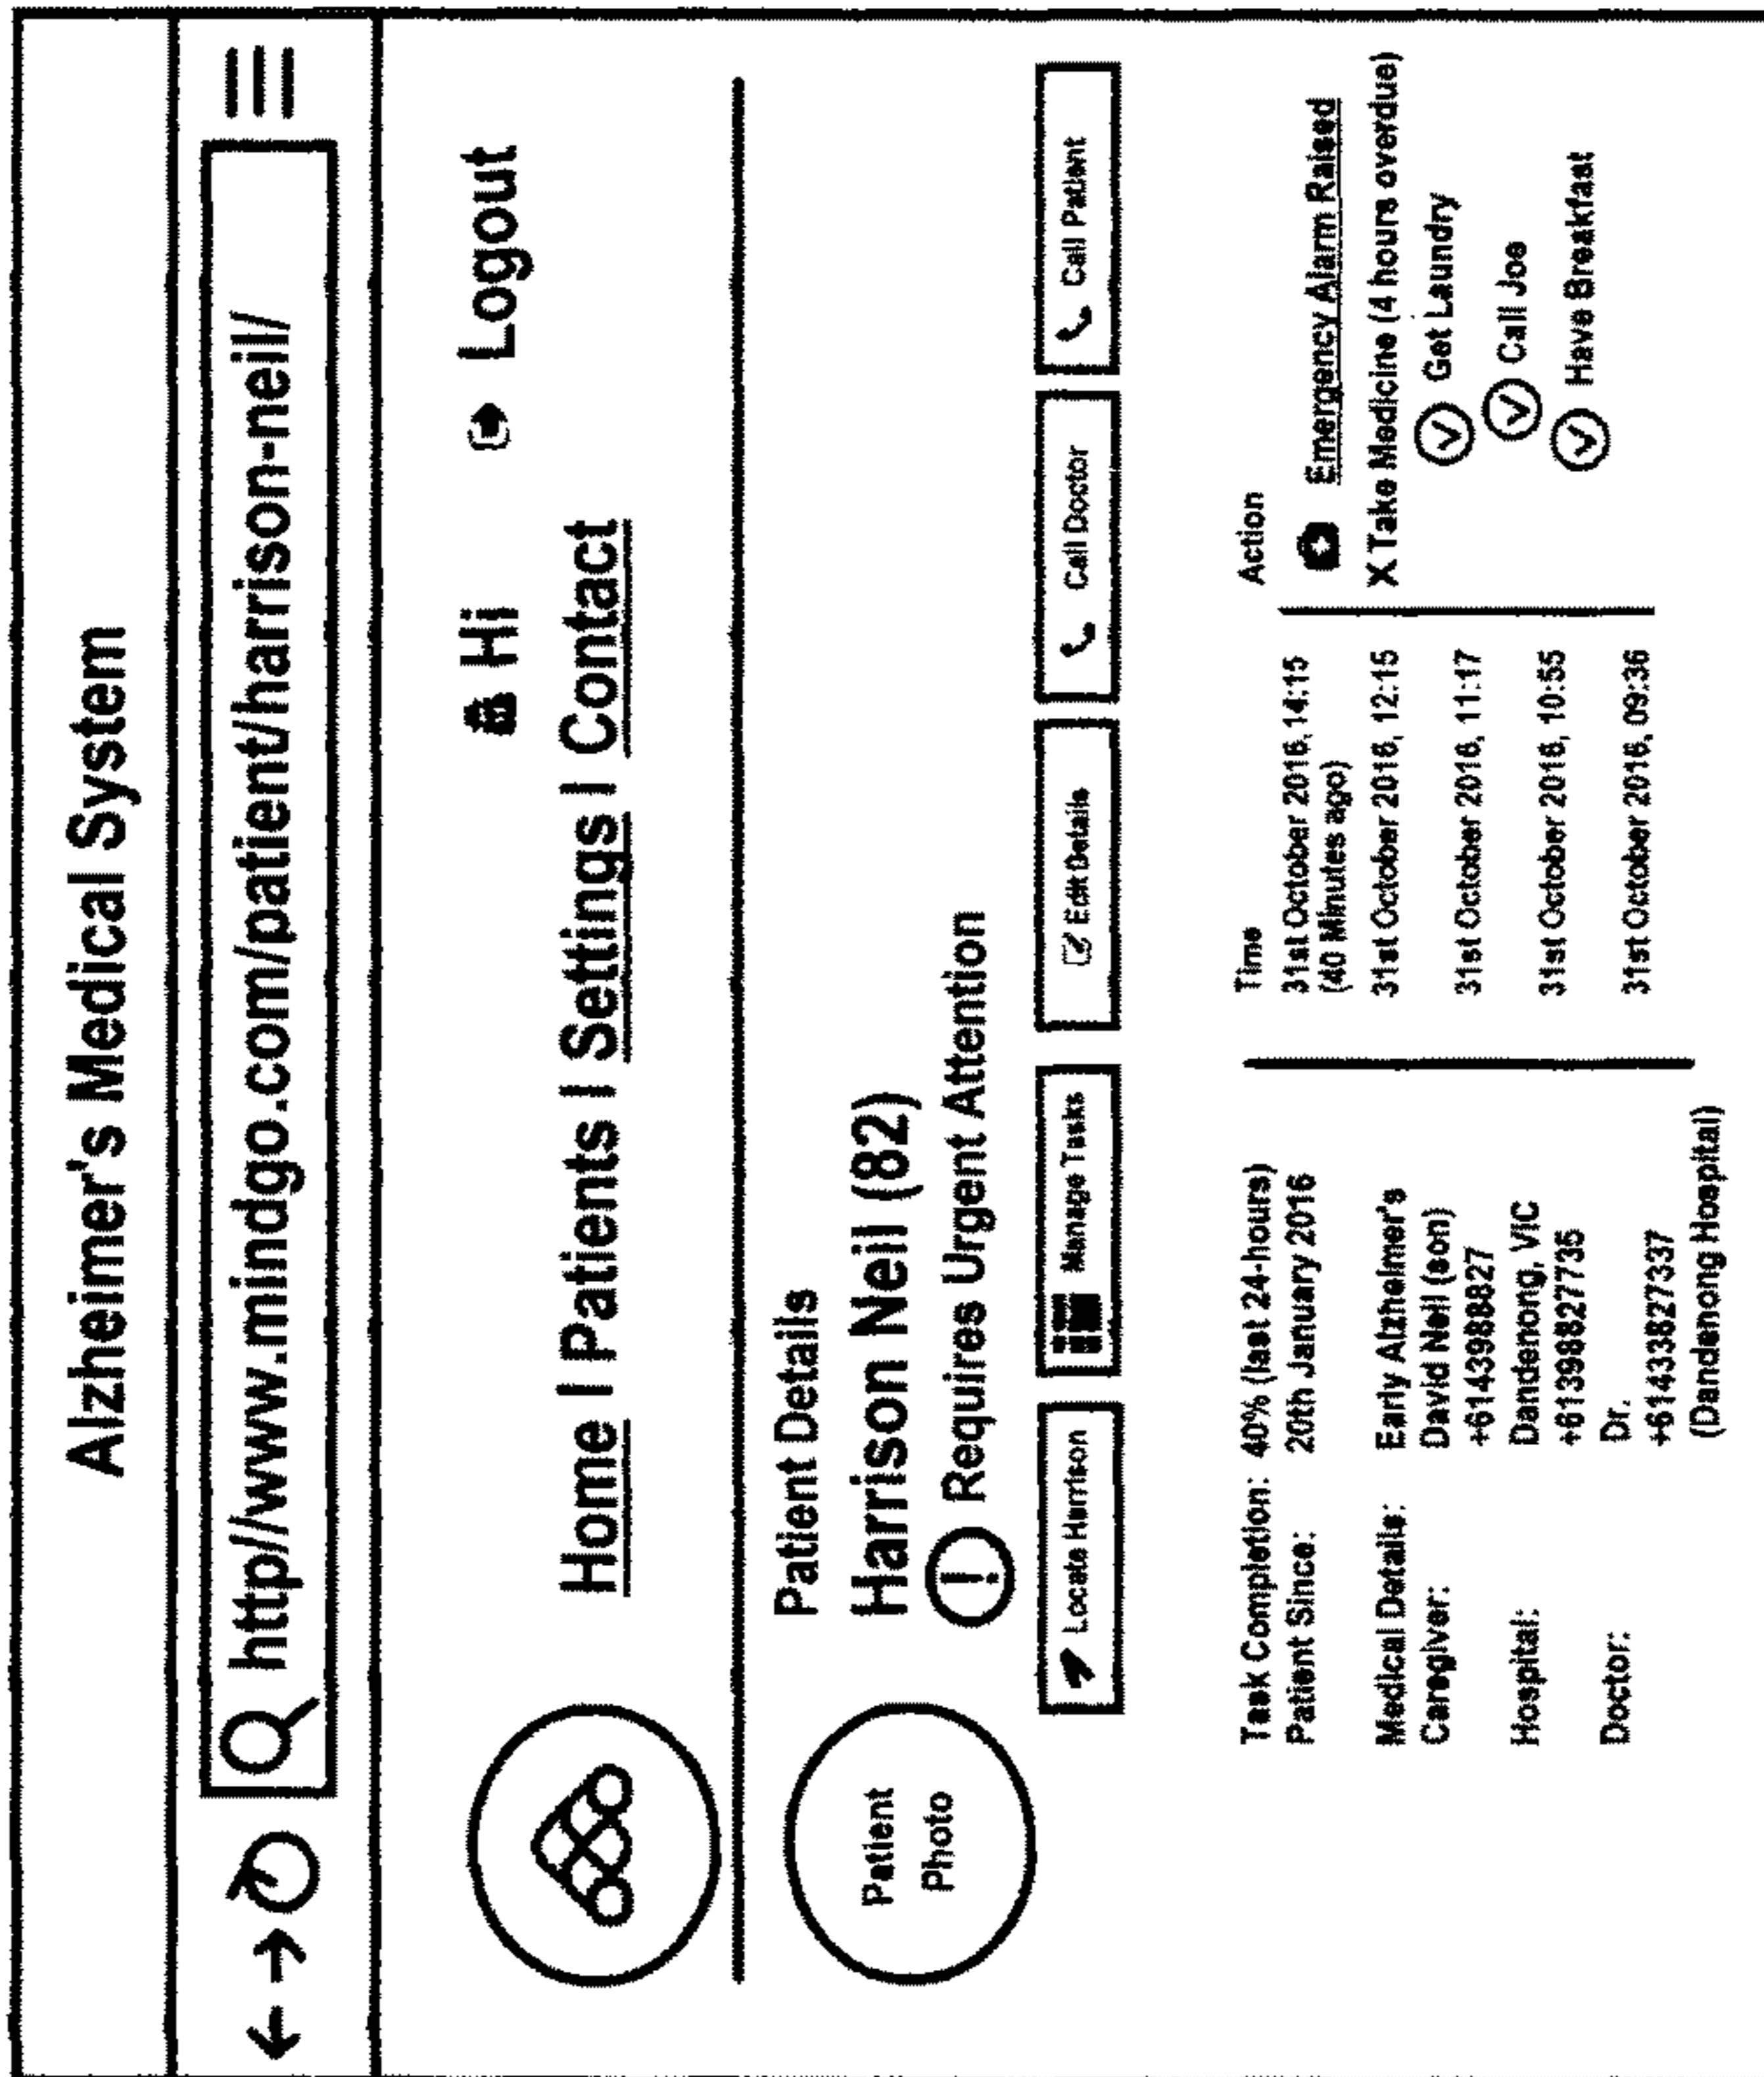 Alzheimer's Medical System
http//www.mindgo.com/patient/harrison-neil/
Hi Logout
Home | Patients | Settings | Contact
Patient Details
Harrison Neil (82)
! Requires Urgent Attention
Patient
Photo
Locate Harrison
Manage Tasks
Edit Details
Call Doctor
Call Patient
Task Completion: 40% (last 24-hours)
Patient Since: 20th January 2016
Medical Details: Early Alzheimer's
Caregiver: David Neil (son)
+6143988827
Hospital: Dandenong, VIC
+61398827735
Doctor: Dr.
+61433827337
(Dandenong Hospital)
Time Action
31st October 2016, 14:15 Emergency Alarm Raised
(40 Minutes ago)
31st October 2016, 12:15 X Take Medicine (4 hours overdue)
31st October 2016, 11:17 Get Laundry
31st October 2016, 10:55 Call Joe
31st October 2016, 09:36 Have Breakfast